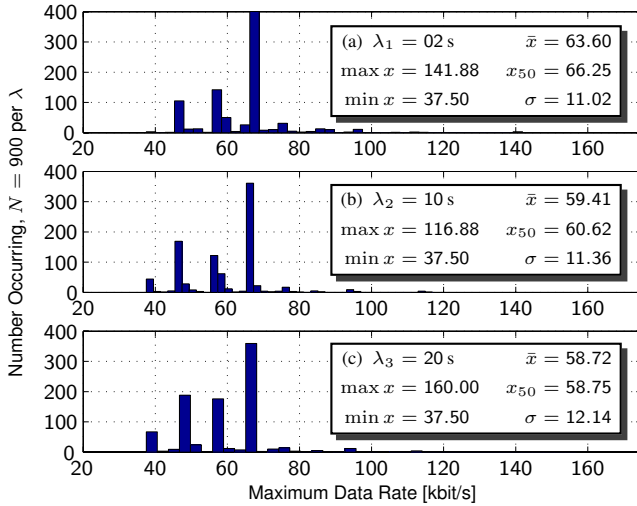 Number Occurring, N = 900 per λ
400
300
200
100
0
20 40 60 80 100 120 140 160
(a) λ1 = 02 s x̄ = 63.60
max x = 141.88 x50 = 66.25
min x = 37.50 σ = 11.02
400
300
200
100
0
20 40 60 80 100 120 140 160
(b) λ2 = 10 s x̄ = 59.41
max x = 116.88 x50 = 60.62
min x = 37.50 σ = 11.36
400
300
200
100
0
20 40 60 80 100 120 140 160
(c) λ3 = 20 s x̄ = 58.72
max x = 160.00 x50 = 58.75
min x = 37.50 σ = 12.14
Maximum Data Rate [kbit/s]